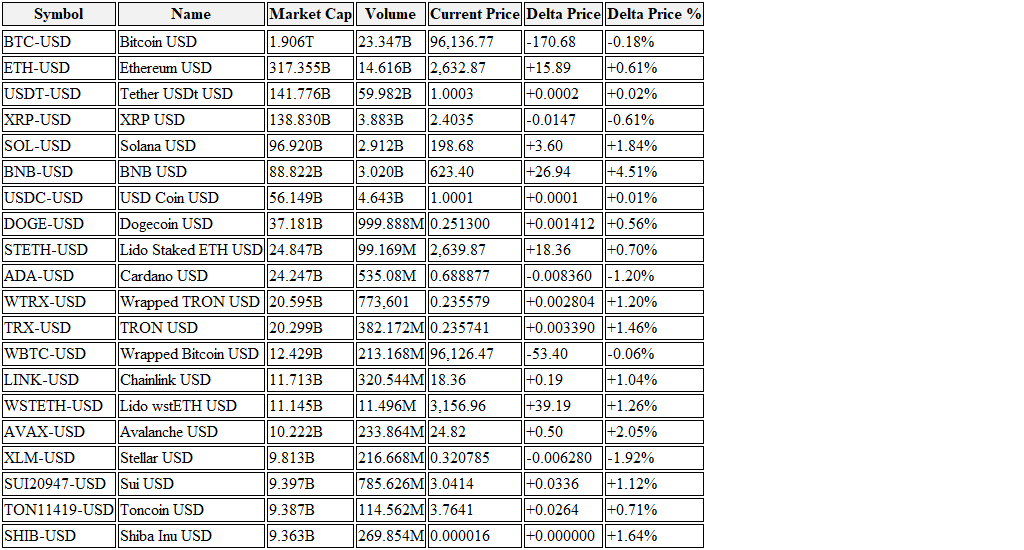 Symbol Name Market Cap Volume Current Price Delta Price Delta Price %
BTC-USD Bitcoin USD 1.906T 23.347B 96,136.77 -170.68 -0.18%
ETH-USD Ethereum USD 317.355B 14.616B 2,632.87 +15.89 +0.61%
USDT-USD Tether USDt USD 141.776B 59.982B 1.0003 +0.0002 +0.02%
XRP-USD XRP USD 138.830B 3.883B 2.4035 -0.0147 -0.61%
SOL-USD Solana USD 96.920B 2.912B 198.68 +3.60 +1.84%
BNB-USD BNB USD 88.822B 3.020B 623.40 +26.94 +4.51%
USDC-USD USD Coin USD 56.149B 4.643B 1.0001 +0.0001 +0.01%
DOGE-USD Dogecoin USD 37.181B 999.888M 0.251300 +0.001412 +0.56%
STETH-USD Lido Staked ETH USD 24.847B 99.169M 2,639.87 +18.36 +0.70%
ADA-USD Cardano USD 24.247B 535.08M 0.688877 -0.008360 -1.20%
WTRX-USD Wrapped TRON USD 20.595B 773,601 0.235579 +0.002804 +1.20%
TRX-USD TRON USD 20.299B 382.172M 0.235741 +0.003390 +1.46%
WBTC-USD Wrapped Bitcoin USD 12.429B 213.168M 96,126.47 -53.40 -0.06%
LINK-USD Chainlink USD 11.713B 320.544M 18.36 +0.19 +1.04%
WSTETH-USD Lido wstETH USD 11.145B 11.496M 3,156.96 +39.19 +1.26%
AVAX-USD Avalanche USD 10.222B 233.864M 24.82 +0.50 +2.05%
XLM-USD Stellar USD 9.813B 216.668M 0.320785 -0.006280 -1.92%
SUI20947-USD Sui USD 9.397B 785.626M 3.0414 +0.0336 +1.12%
TON11419-USD Toncoin USD 9.387B 114.562M 3.7641 +0.0264 +0.71%
SHIB-USD Shiba Inu USD 9.363B 269.854M 0.000016 +0.000000 +1.64%